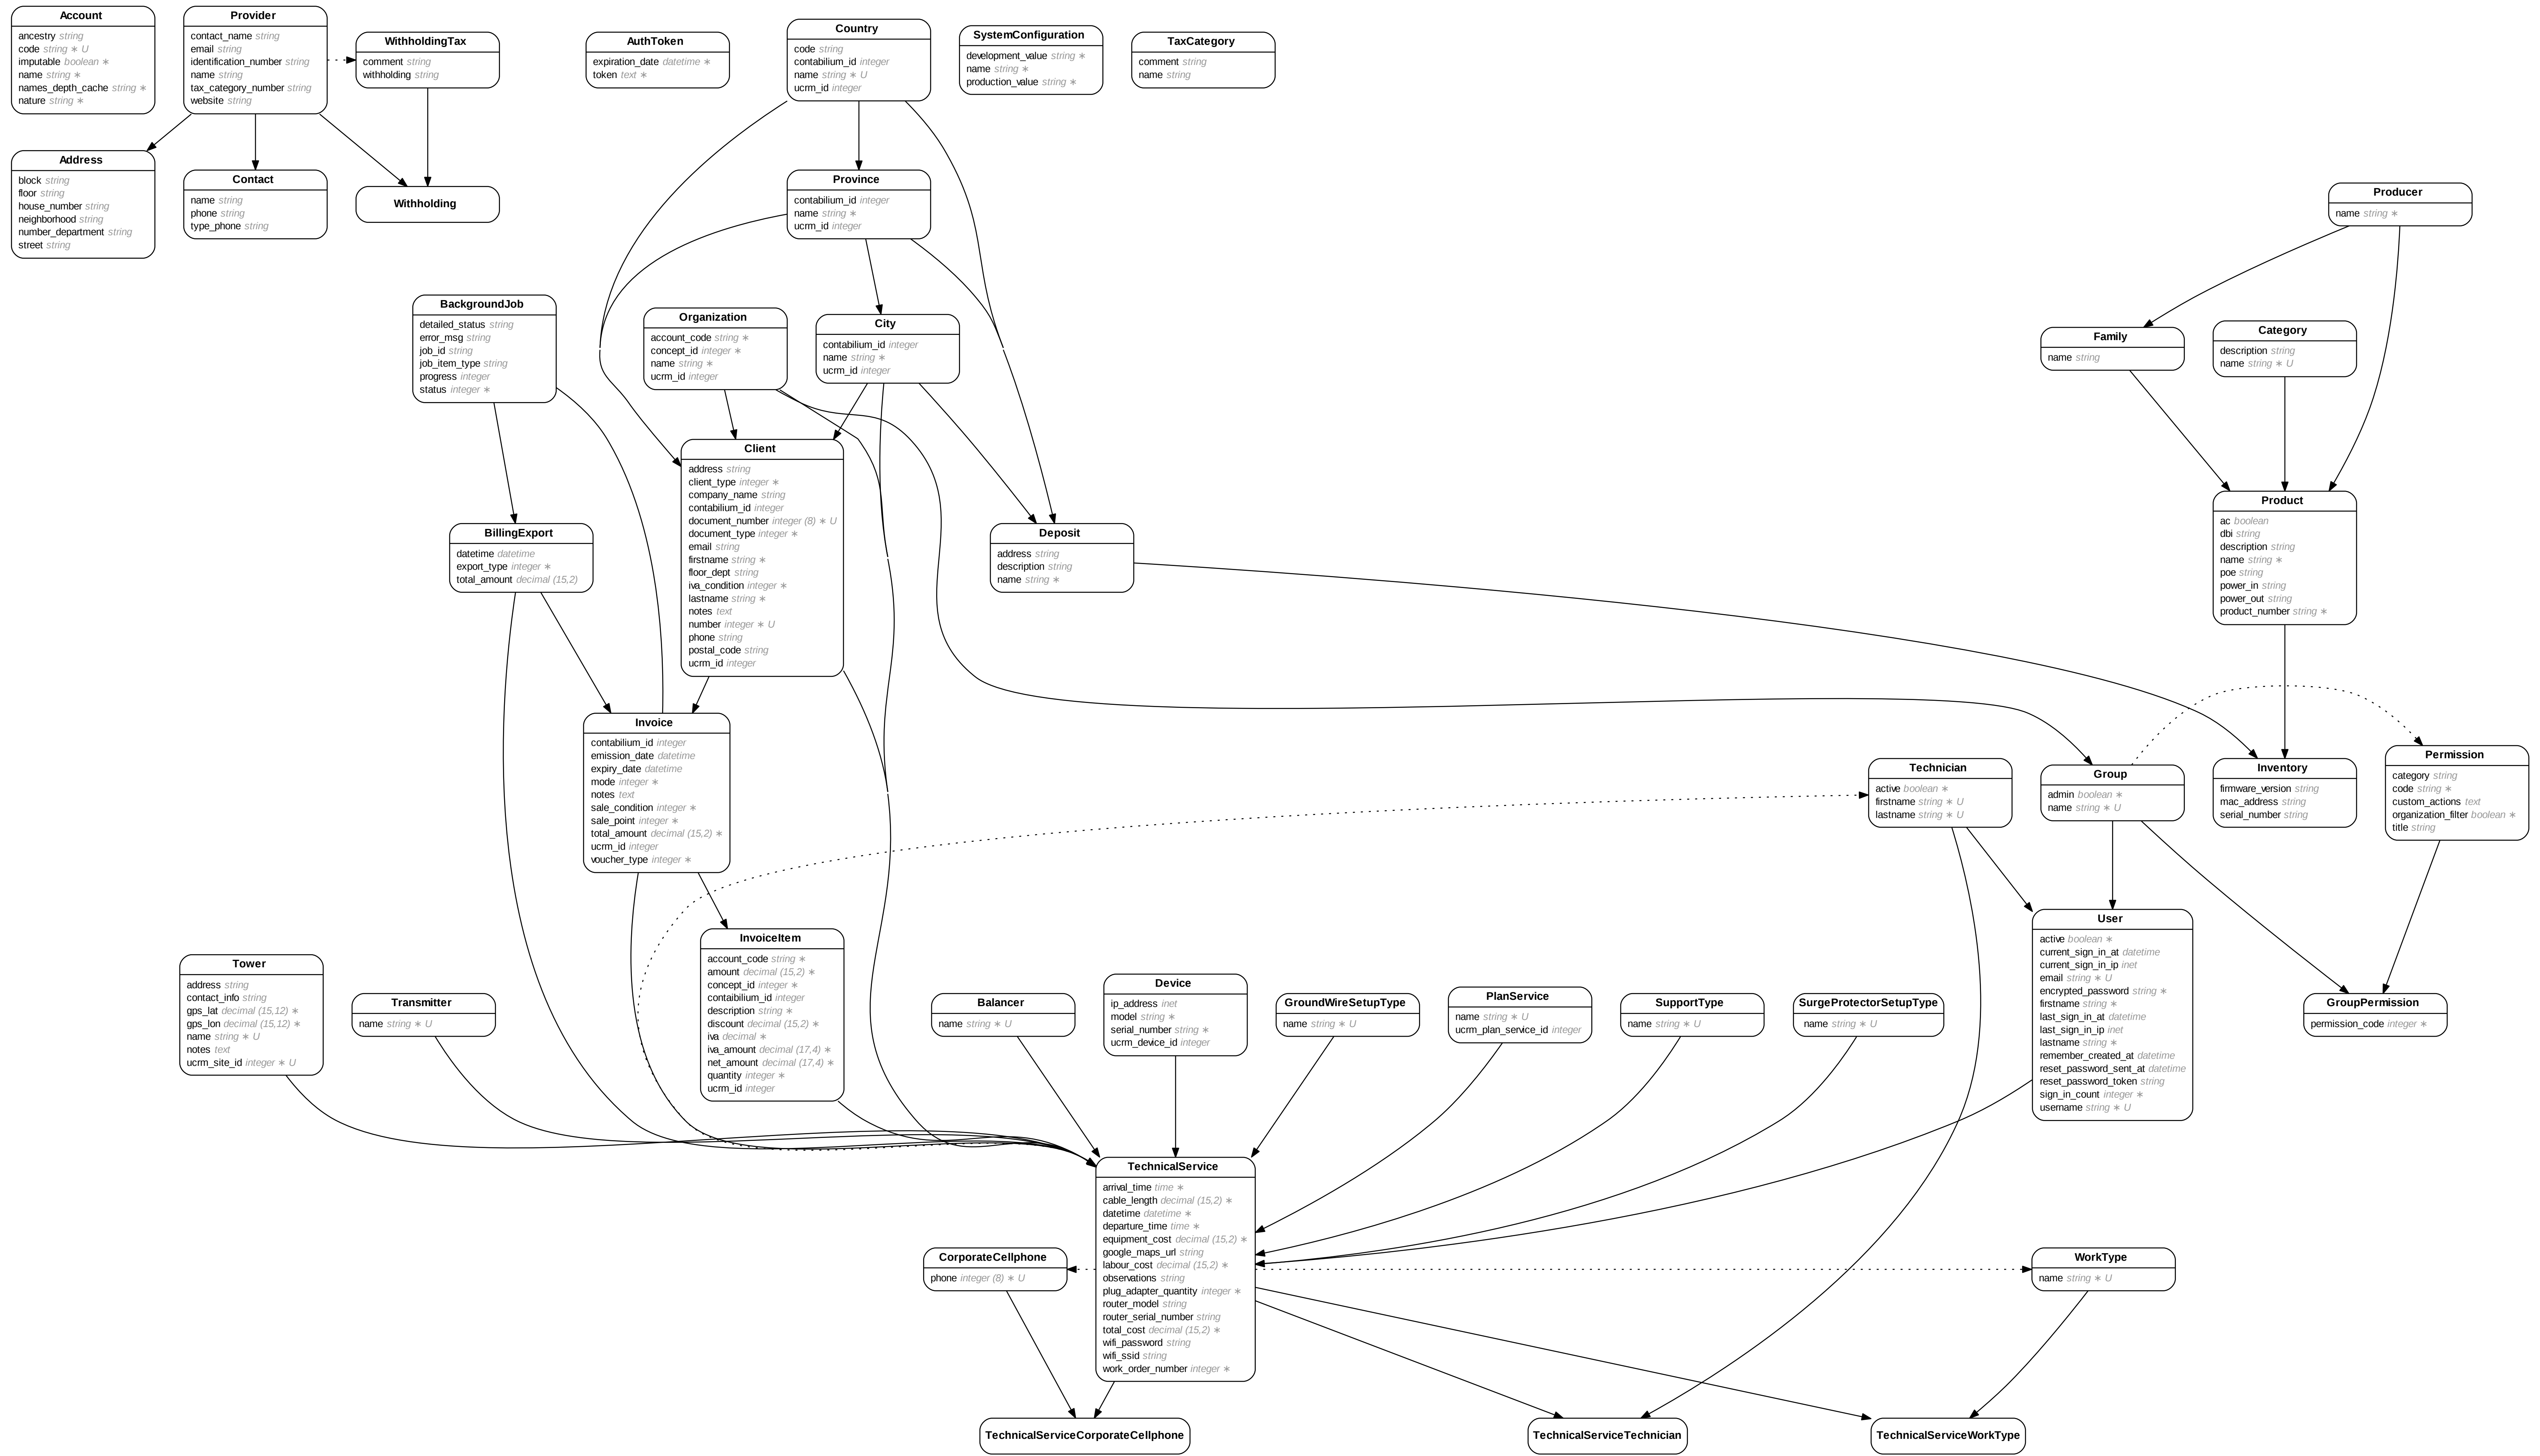 Account
ancestry string
code string ∗ U
imputable boolean ∗
name string ∗
names_depth_cache string ∗
nature string ∗
Provider
contact_name string
email string
identification_number string
name string
tax_category_number string
website string
WithholdingTax
comment string
withholding string
AuthToken
expiration_date datetime ∗
token text ∗
Country
code string
contabilium_id integer
name string ∗ U
ucrm_id integer
SystemConfiguration
development_value string ∗
name string ∗
production_value string ∗
TaxCategory
comment string
name string
Address
block string
floor string
house_number string
neighborhood string
number_department string
street string
Contact
name string
phone string
type_phone string
Withholding
Province
contabilium_id integer
name string ∗
ucrm_id integer
Producer
name string ∗
BackgroundJob
detailed_status string
error_msg string
job_id string
job_item_type string
progress integer
status integer ∗
Organization
account_code string ∗
concept_id integer ∗
name string ∗
ucrm_id integer
City
contabilium_id integer
name string ∗
ucrm_id integer
Family
name string
Category
description string
name string ∗ U
Client
address string
client_type integer ∗
company_name string
contabilium_id integer
document_number integer (8) ∗ U
document_type integer ∗
email string
firstname string ∗
floor_dept string
iva_condition integer ∗
lastname string ∗
notes text
number integer ∗ U
phone string
postal_code string
ucrm_id integer
BillingExport
datetime datetime
export_type integer ∗
total_amount decimal (15,2)
Deposit
address string
description string
name string ∗
Product
ac boolean
dbi string
description string
name string ∗
poe string
power_in string
power_out string
product_number string ∗
Invoice
contabilium_id integer
emission_date datetime
expiry_date datetime
mode integer ∗
notes text
sale_condition integer ∗
sale_point integer ∗
total_amount decimal (15,2) ∗
ucrm_id integer
voucher_type integer ∗
Technician
active boolean ∗
firstname string ∗ U
lastname string ∗ U
Group
admin boolean ∗
name string ∗ U
Inventory
firmware_version string
mac_address string
serial_number string
Permission
category string
code string ∗
custom_actions text
organization_filter boolean ∗
title string
Tower
address string
contact_info string
gps_lat decimal (15,12) ∗
gps_lon decimal (15,12) ∗
name string ∗ U
notes text
ucrm_site_id integer ∗ U
Transmitter
name string ∗ U
InvoiceItem
account_code string ∗
amount decimal (15,2) ∗
concept_id integer ∗
contaibilium_id integer
description string ∗
discount decimal (15,2) ∗
iva decimal ∗
iva_amount decimal (17,4) ∗
net_amount decimal (17,4) ∗
quantity integer ∗
ucrm_id integer
Balancer
name string ∗ U
Device
ip_address inet
model string ∗
serial_number string ∗
ucrm_device_id integer
GroundWireSetupType
name string ∗ U
PlanService
name string ∗ U
ucrm_plan_service_id integer
SupportType
name string ∗ U
SurgeProtectorSetupType
name string ∗ U
User
active boolean ∗
current_sign_in_at datetime
current_sign_in_ip inet
email string ∗ U
encrypted_password string ∗
firstname string ∗
last_sign_in_at datetime
last_sign_in_ip inet
lastname string ∗
remember_created_at datetime
reset_password_sent_at datetime
reset_password_token string
sign_in_count integer ∗
username string ∗ U
GroupPermission
permission_code integer ∗
TechnicalService
arrival_time time ∗
cable_length decimal (15,2) ∗
datetime datetime ∗
departure_time time ∗
equipment_cost decimal (15,2) ∗
google_maps_url string
labour_cost decimal (15,2) ∗
observations string
plug_adapter_quantity integer ∗
router_model string
router_serial_number string
total_cost decimal (15,2) ∗
wifi_password string
wifi_ssid string
work_order_number integer ∗
CorporateCellphone
phone integer (8) ∗ U
WorkType
name string ∗ U
TechnicalServiceCorporateCellphone
TechnicalServiceTechnician
TechnicalServiceWorkType